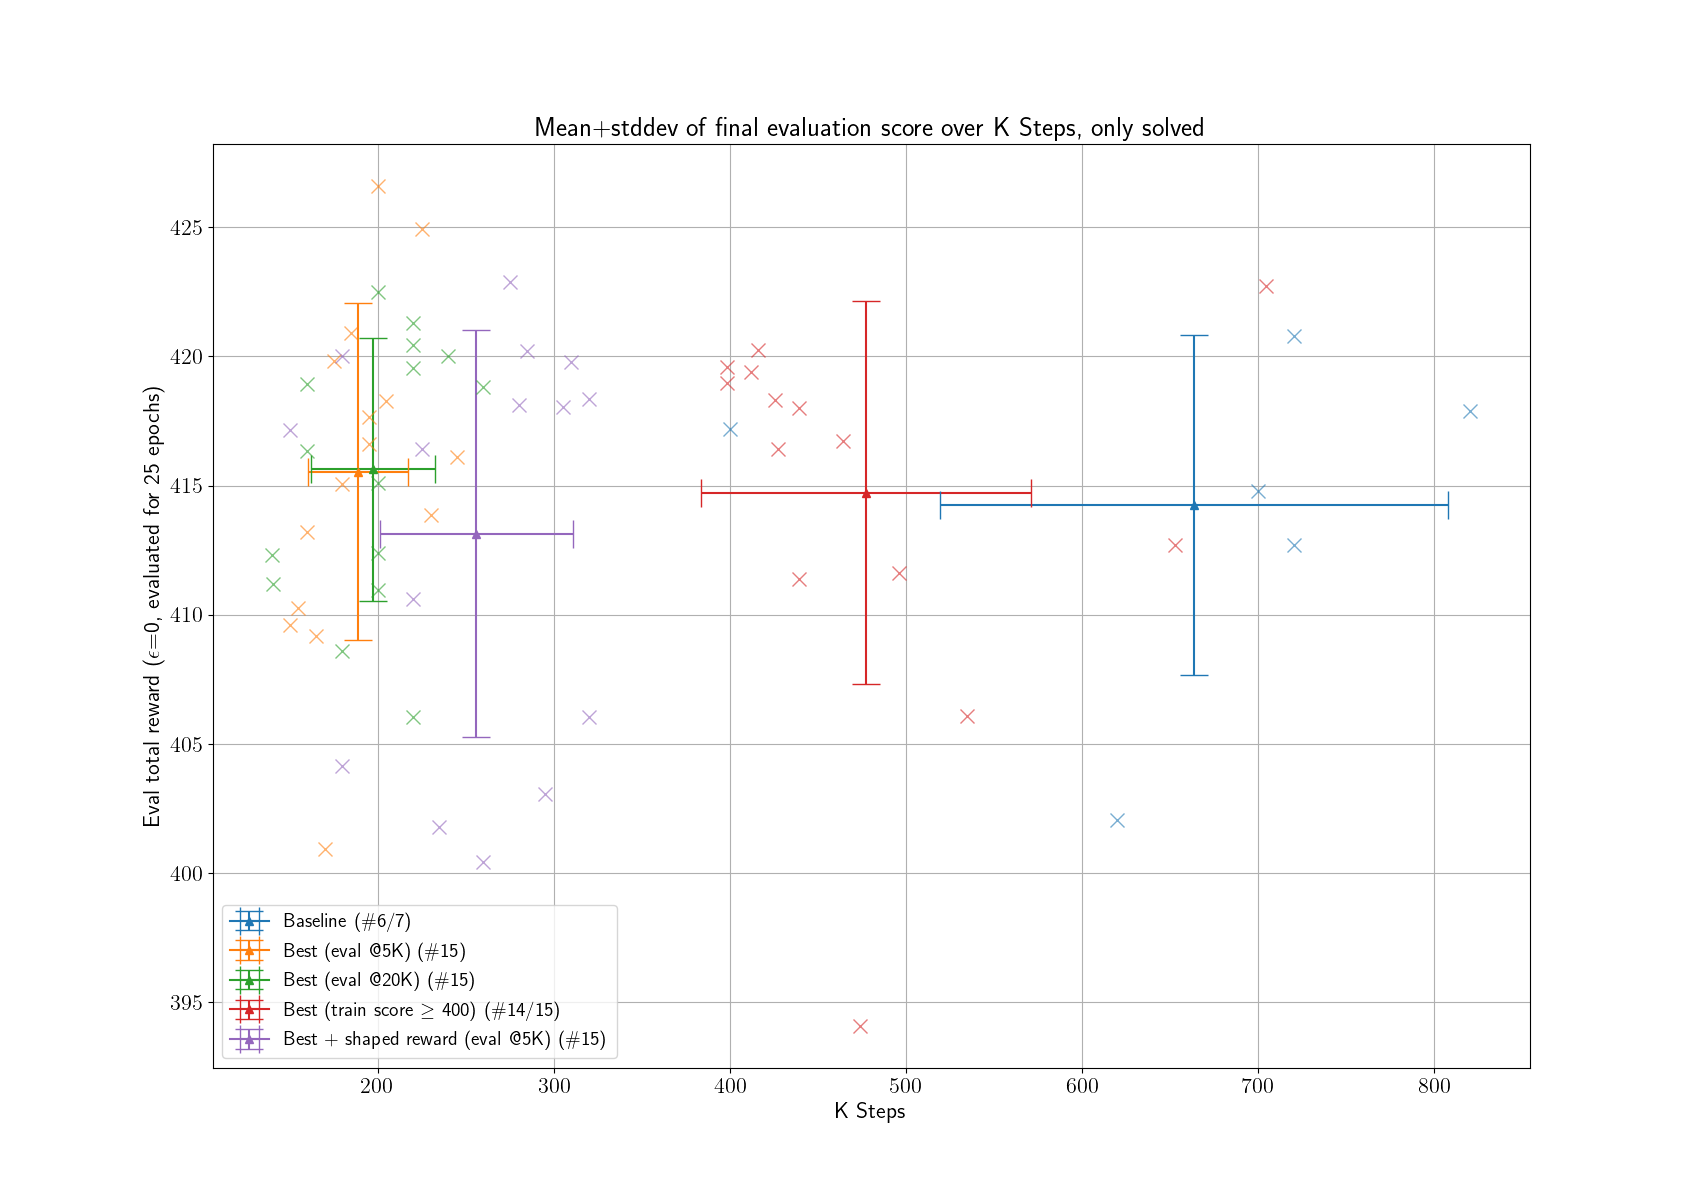 Mean+stddev of final evaluation score over K Steps, only solved
Eval total reward (ϵ=0, evaluated for 25 epochs)
425
420
415
410
405
400
395
Baseline (#6/7)
Best (eval @5K) (#15)
Best (eval @20K) (#15)
Best (train score ≥ 400) (#14/15)
Best + shaped reward (eval @5K) (#15)
200 300 400 500 600 700 800
K Steps